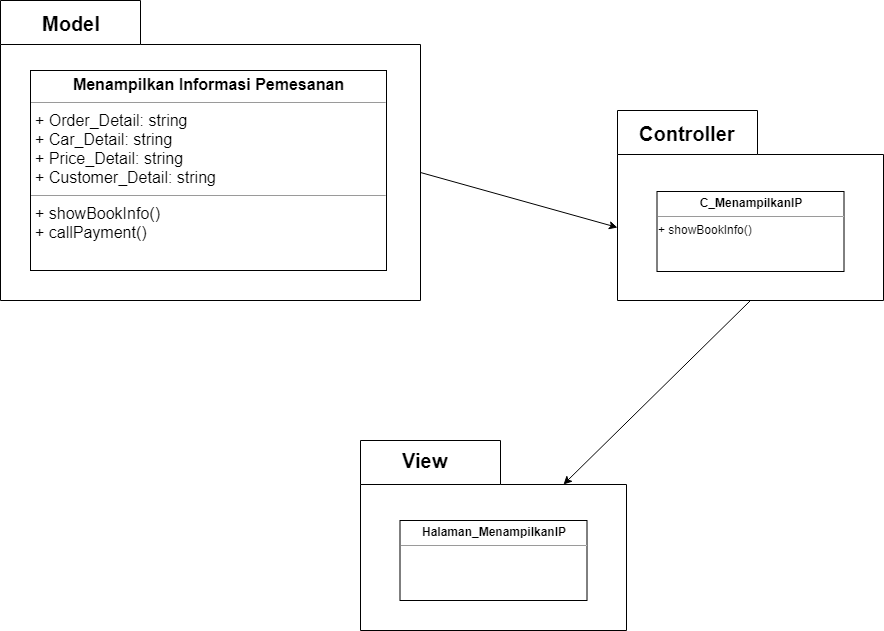 Model
Menampilkan Informasi Pemesanan
+ Order_Detail: string
+ Car_Detail: string
+ Price_Detail: string
+ Customer_Detail: string
+ showBookInfo()
+ callPayment()
Controller
C_MenampilkanIP
+ showBookInfo()
View
Halaman_MenampilkanIP